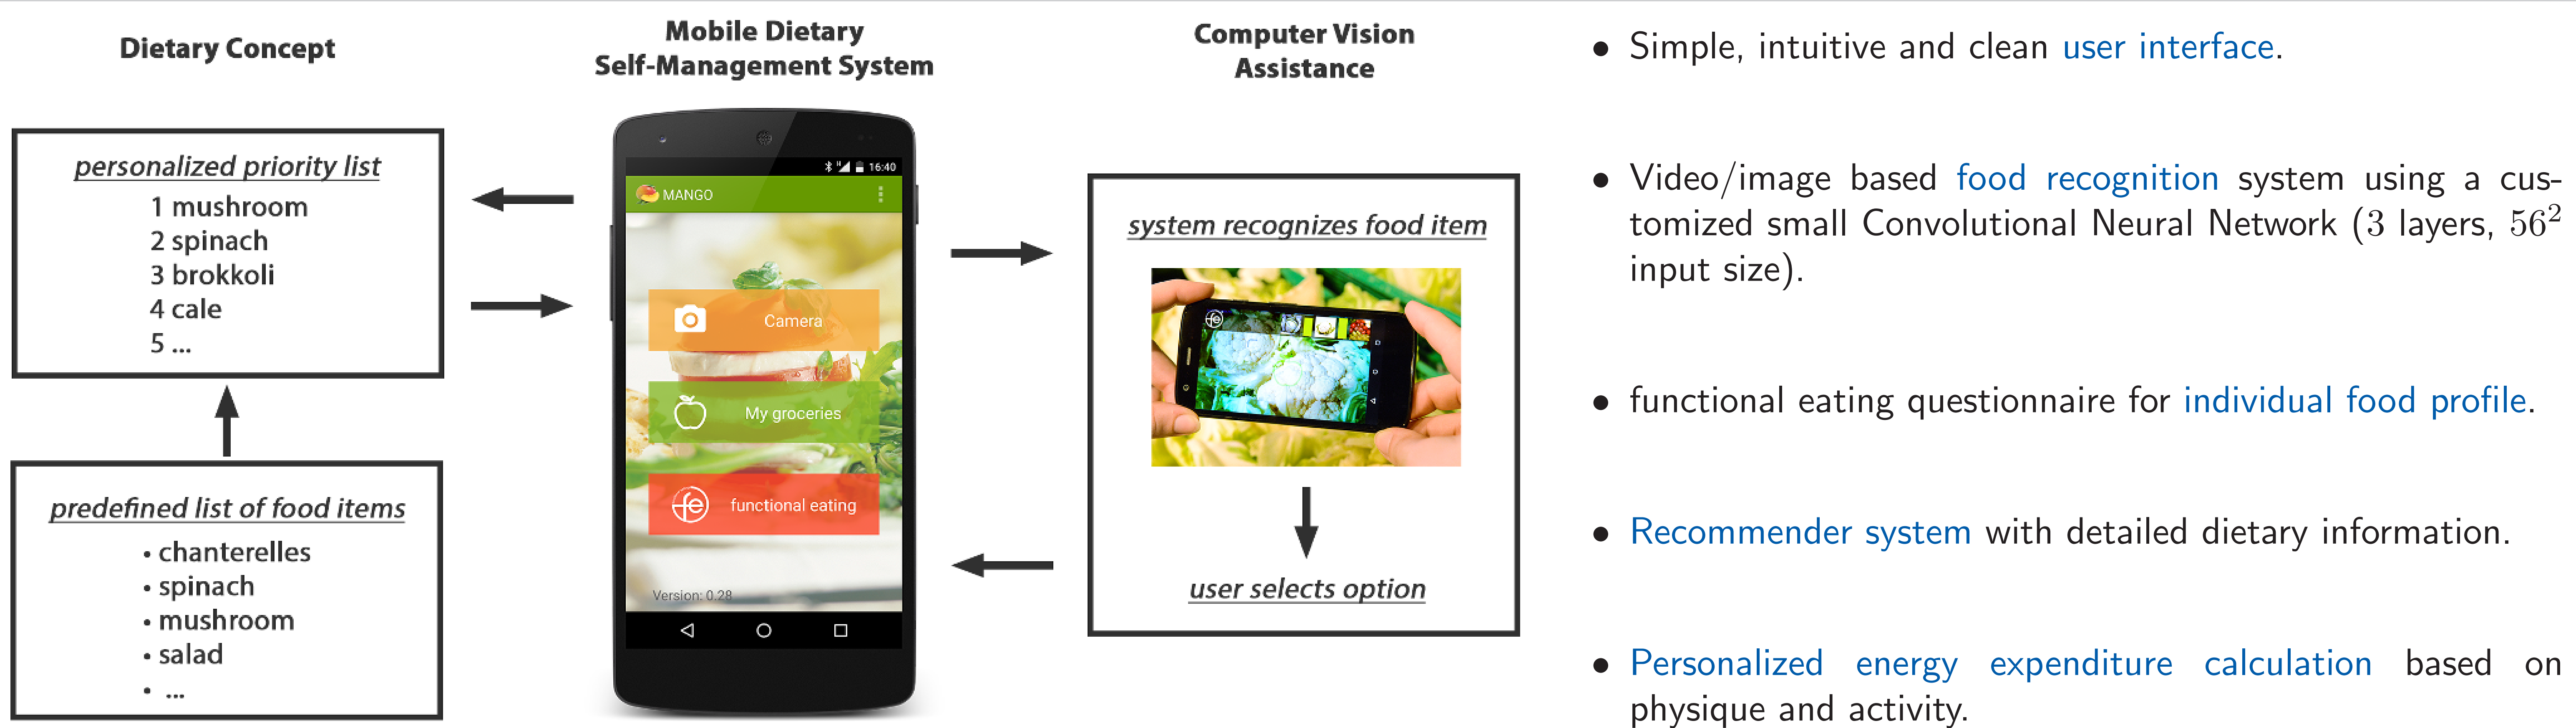 Dietary Concept
personalized priority list
1 mushroom
2 spinach
3 brokkoli
4 cale
5 ...
predefined list of food items
• chanterelles
• spinach
• mushroom
• salad
• ...
Mobile Dietary
Self-Management System
16:40
MANGO
Camera
My groceries
fe functional eating
Version: 0.28
Computer Vision
Assistance
system recognizes food item
fe
user selects option
• Simple, intuitive and clean user interface.
• Video/image based food recognition system using a cus-
tomized small Convolutional Neural Network (3 layers, 56²
input size).
• functional eating questionnaire for individual food profile.
• Recommender system with detailed dietary information.
• Personalized energy expenditure calculation based on
physique and activity.